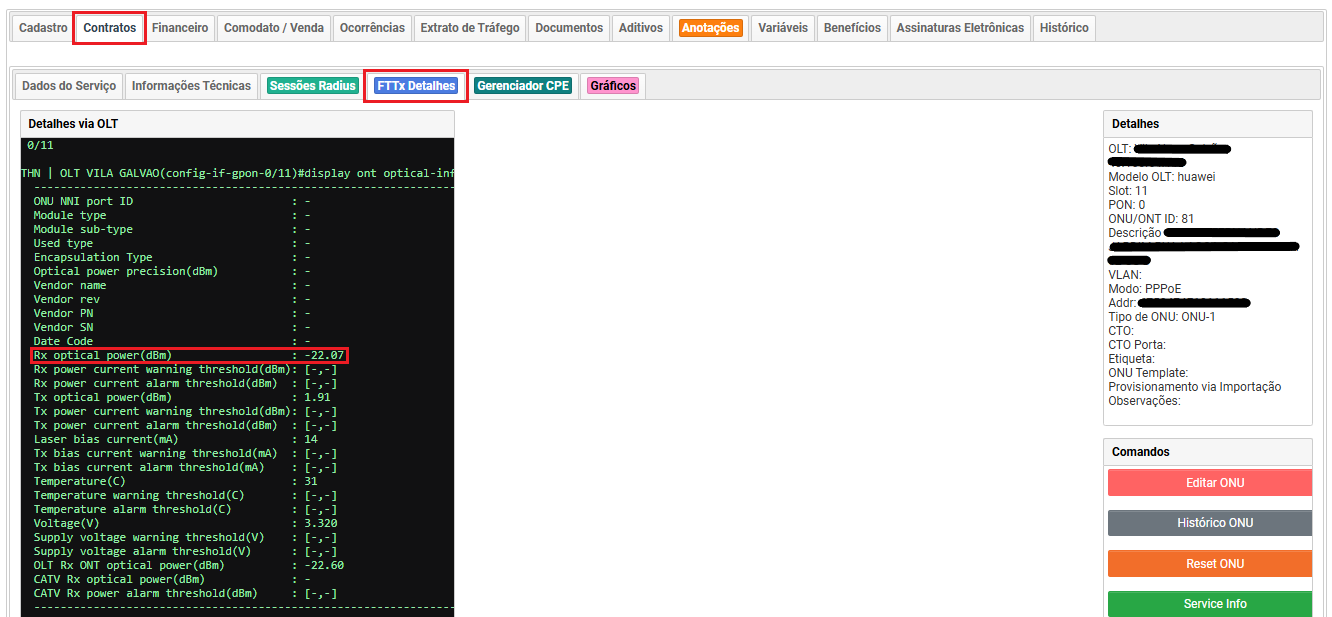 Cadastro Contratos Financeiro Comodato / Venda Ocorrências Extrato de Tráfego Documentos Aditivos Anotações Variáveis Benefícios Assinaturas Eletrônicas Histórico
Dados do Serviço Informações Técnicas Sessões Radius FTTx Detalhes Gerenciador CPE Gráficos
Detalhes via OLT
0/11
THN | OLT VILA GALVAO(config-if-gpon-0/11)#display ont optical-inf
------------------------------------------------------------------
ONU NNI port ID : -
Module type : -
Module sub-type : -
Used type : -
Encapsulation Type : -
Optical power precision(dBm) : -
Vendor name : -
Vendor rev : -
Vendor PN : -
Vendor SN : -
Date Code : -
Rx optical power(dBm) : -22.07
Rx power current warning threshold(dBm): [-,-]
Rx power current alarm threshold(dBm) : [-,-]
Tx optical power(dBm) : 1.91
Tx power current warning threshold(dBm): [-,-]
Tx power current alarm threshold(dBm) : [-,-]
Laser bias current(mA) : 14
Tx bias current warning threshold(mA) : [-,-]
Tx bias current alarm threshold(mA) : [-,-]
Temperature(C) : 31
Temperature warning threshold(C) : [-,-]
Temperature alarm threshold(C) : [-,-]
Voltage(V) : 3.320
Supply voltage warning threshold(V) : [-,-]
Supply voltage alarm threshold(V) : [-,-]
OLT Rx ONT optical power(dBm) : -22.60
CATV Rx optical power(dBm) : -
CATV Rx power alarm threshold(dBm) : [-,-]
------------------------------------------------------------------
Detalhes
OLT:
Modelo OLT: huawei
Slot: 11
PON: 0
ONU/ONT ID: 81
Descrição
VLAN:
Modo: PPPoE
Addr:
Tipo de ONU: ONU-1
CTO:
CTO Porta:
Etiqueta:
ONU Template:
Provisionamento via Importação
Observações:
Comandos
Editar ONU
Histórico ONU
Reset ONU
Service Info